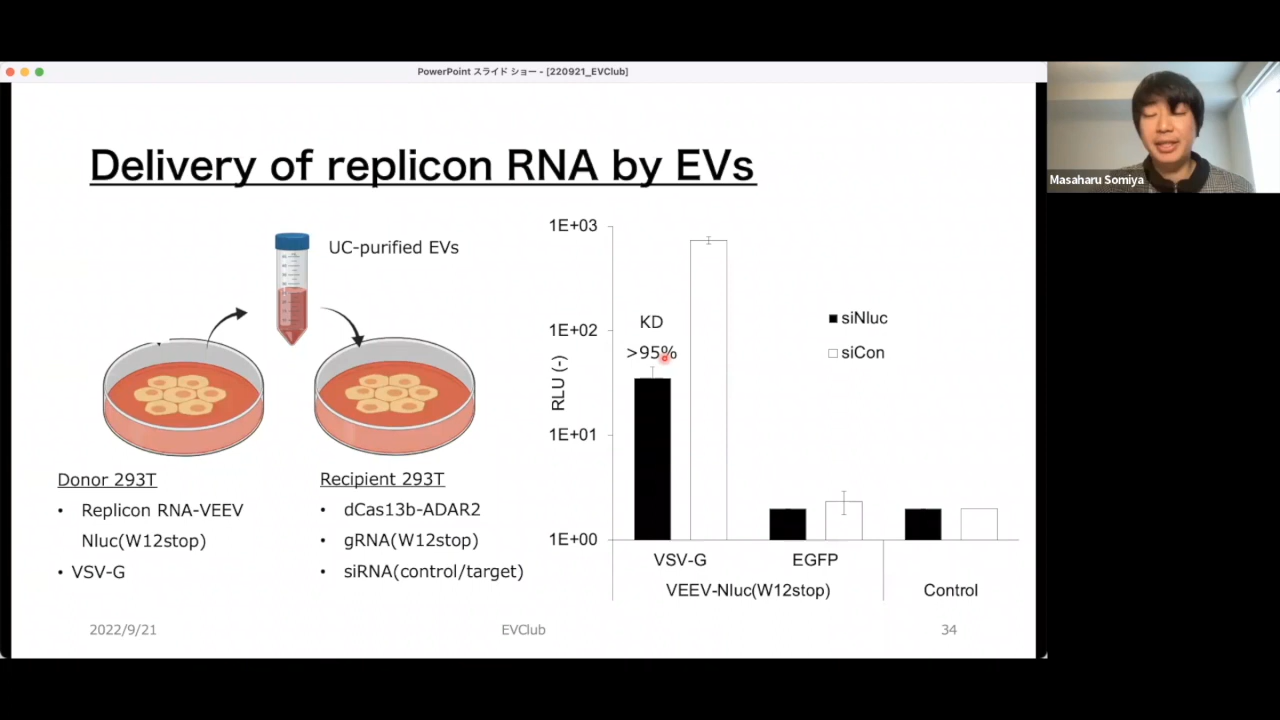 PowerPoint スライド ショー - [220921_EVClub]
Masaharu Somiya
Delivery of replicon RNA by EVs
UC-purified EVs
Donor 293T
• Replicon RNA-VEEV
Nluc(W12stop)
• VSV-G
Recipient 293T
• dCas13b-ADAR2
• gRNA(W12stop)
• siRNA(control/target)
1E+03
1E+02
1E+01
1E+00
RLU (-)
KD
>95%
siNluc
siCon
VSV-G
EGFP
VEEV-Nluc(W12stop)
Control
2022/9/21
EVClub
34